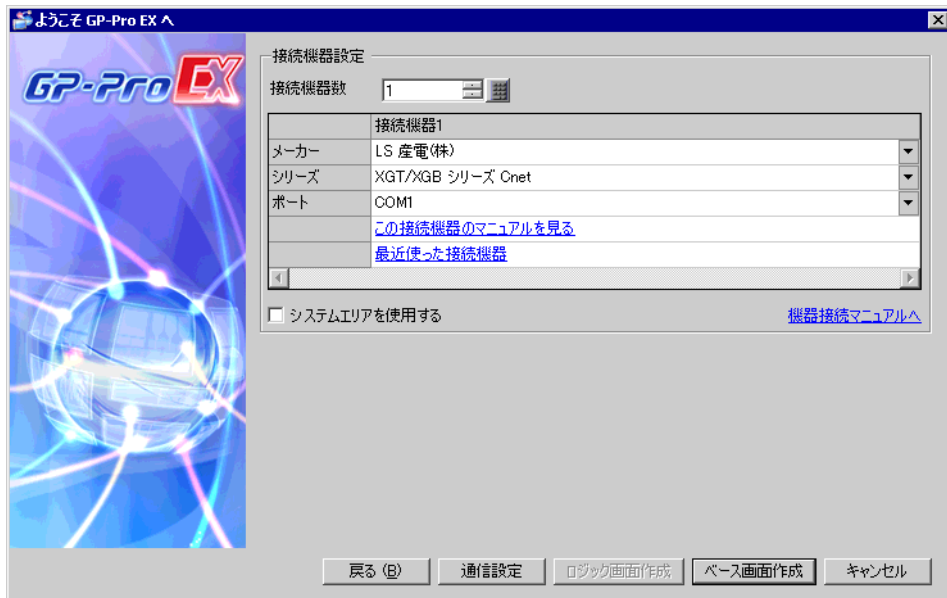 ようこそ GP-Pro EX へ
GP-Pro EX
接続機器設定
接続機器数 1
接続機器1
メーカー LS 産電(株)
シリーズ XGT/XGB シリーズ Cnet
ポート COM1
この接続機器のマニュアルを見る
最近使った接続機器
システムエリアを使用する 機器接続マニュアルへ
戻る (B) 通信設定 ロジック画面作成 ベース画面作成 キャンセル